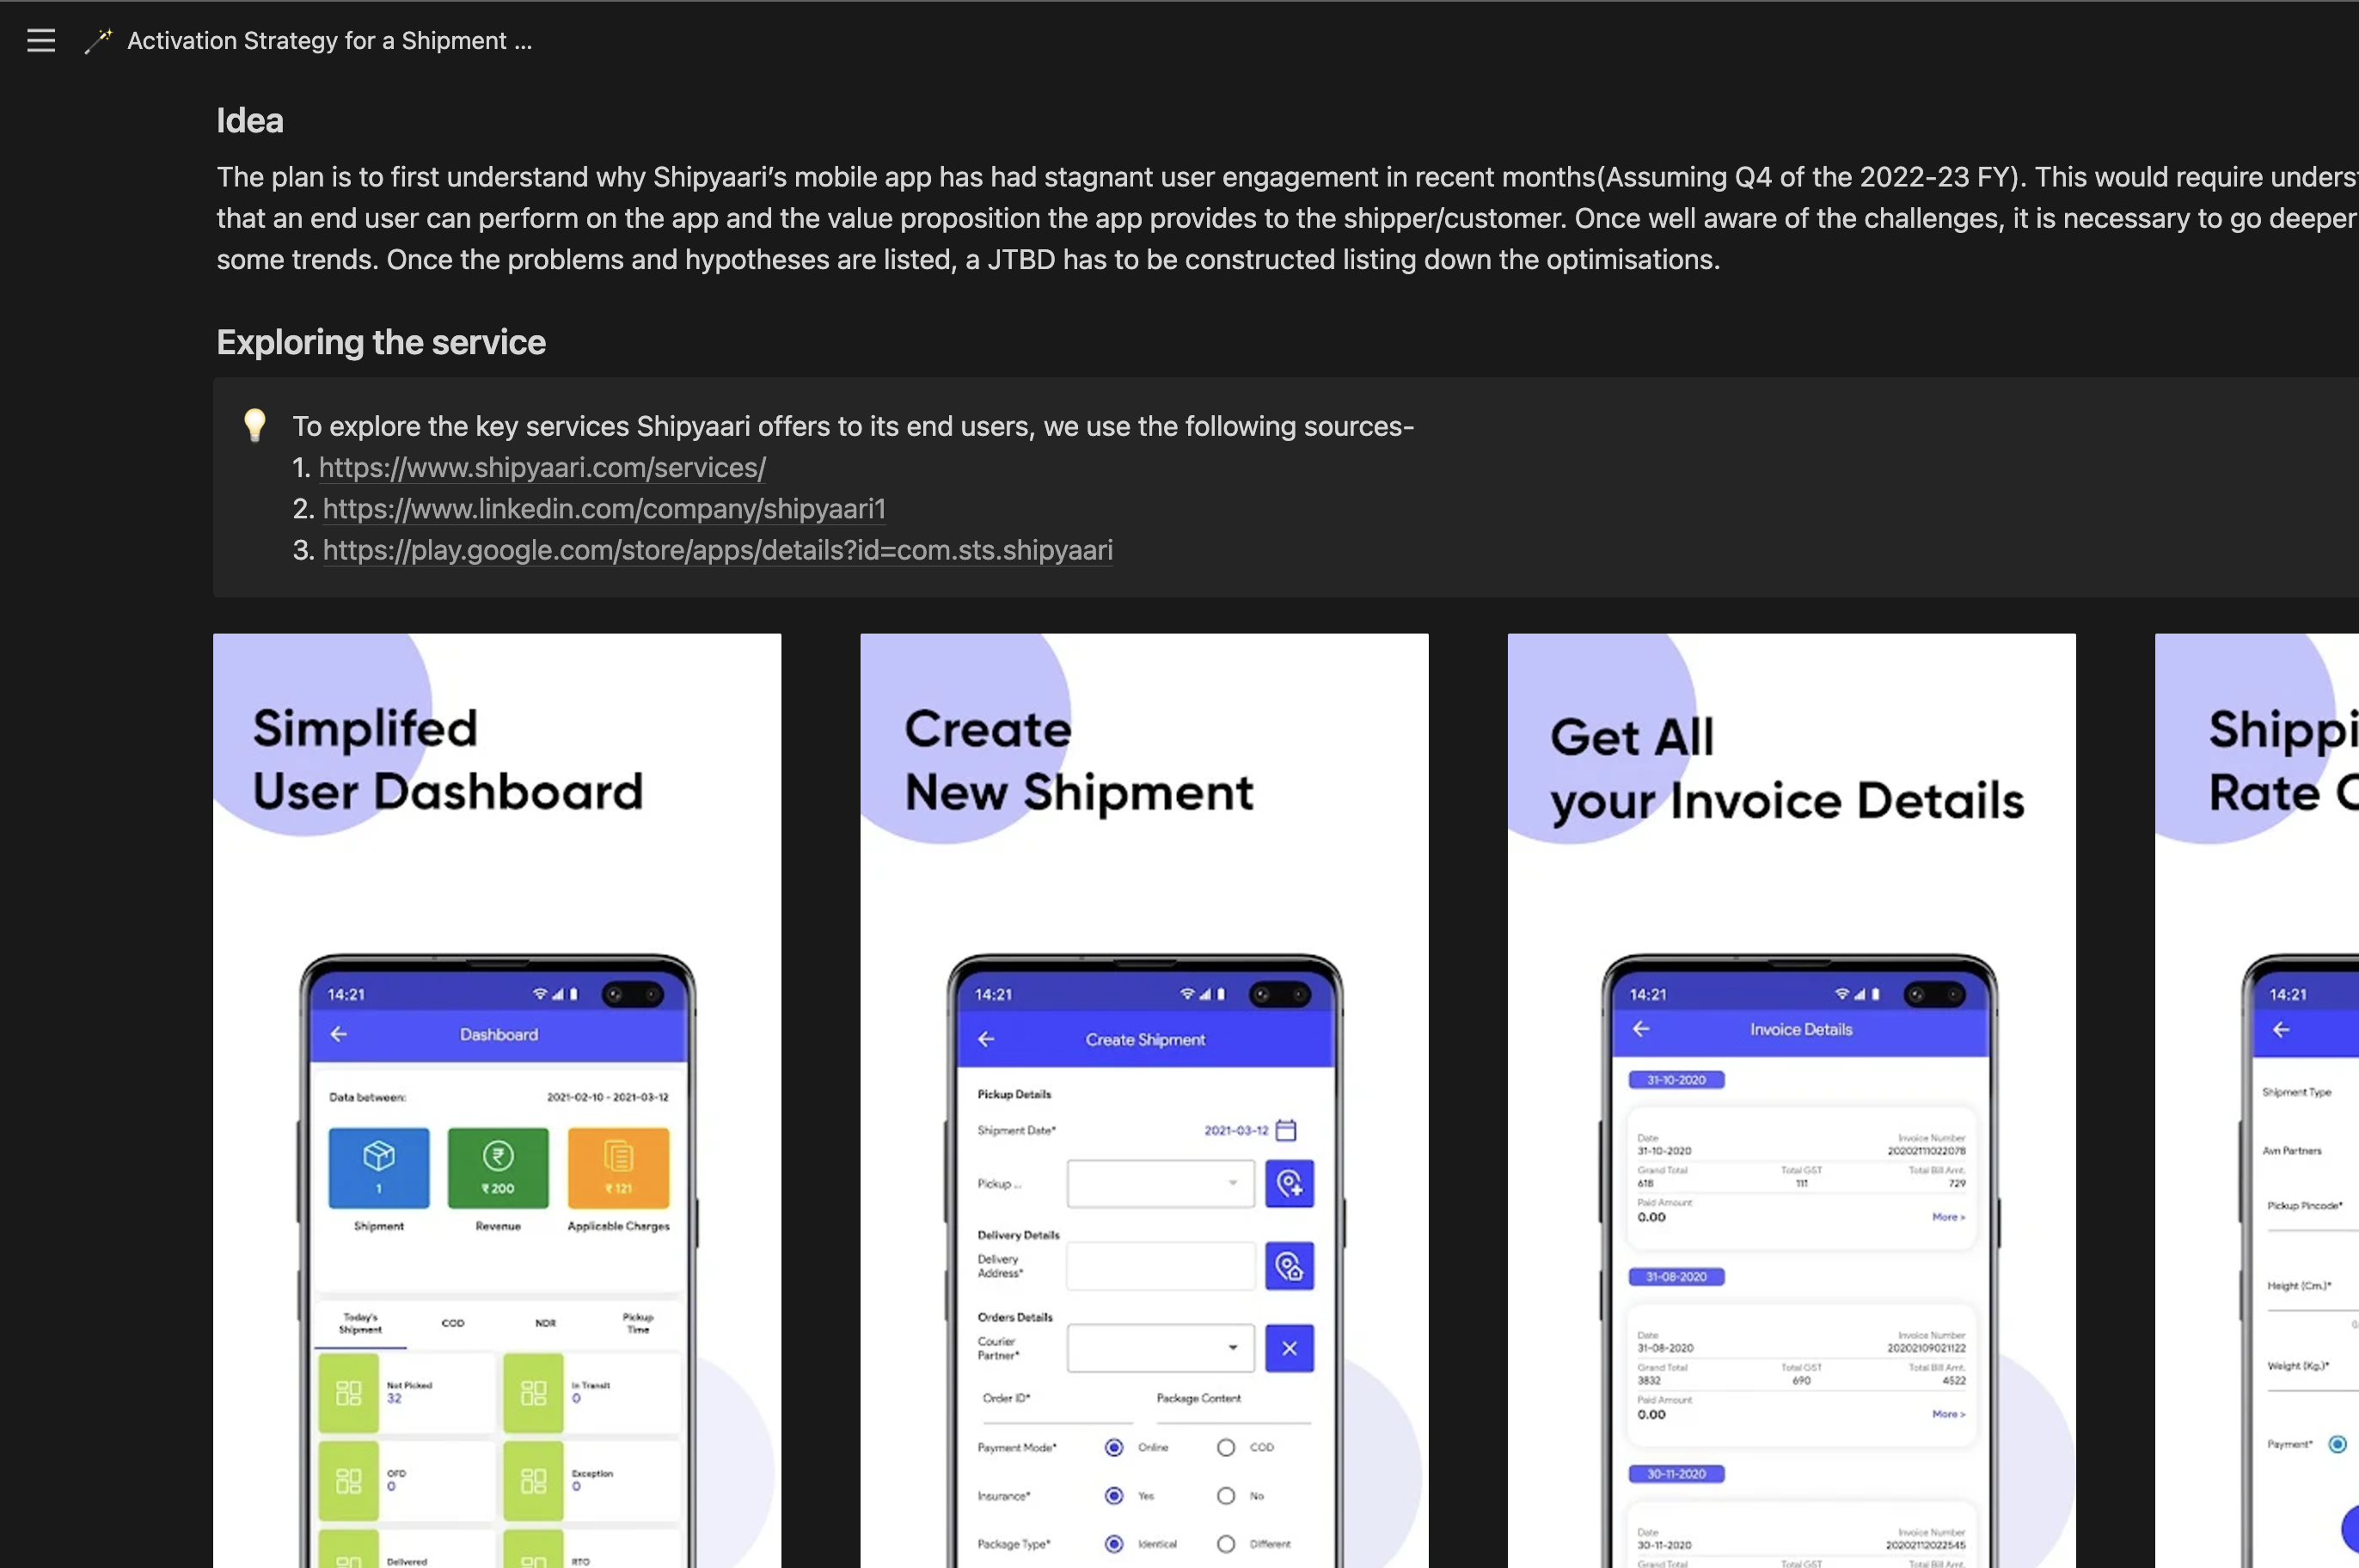 Activation Strategy for a Shipment ...
Idea
The plan is to first understand why Shipyaari’s mobile app has had stagnant user engagement in recent months(Assuming Q4 of the 2022-23 FY). This would require
that an end user can perform on the app and the value proposition the app provides to the shipper/customer. Once well aware of the challenges, it is necessary to go deeper
some trends. Once the problems and hypotheses are listed, a JTBD has to be constructed listing down the optimisations.
Exploring the service
To explore the key services Shipyaari offers to its end users, we use the following sources-
1. https://www.shipyaari.com/services/
2. https://www.linkedin.com/company/shipyaari1
3. https://play.google.com/store/apps/details?id=com.sts.shipyaari
Simplifed
User Dashboard
14:21
Dashboard
Data between: 2021-02-10 - 2021-03-12
1 ₹ 200 ₹ 121
Shipment Revenue Applicable Charges
Today's
Shipment COD NDR Pickup
Time
Not Picked
32
In Transit
0
OFD
0
Exception
0
Delivered
RTO
Create
New Shipment
14:21
Create Shipment
Pickup Details
Shipment Date* 2021-03-12
Pickup ..
Delivery Details
Delivery
Address*
Orders Details
Courier
Partner*
Order ID* Package Content
Payment Mode* Online COD
Insurance* Yes No
Package Type* Identical Different
Get All
your Invoice Details
14:21
Invoice Details
31-10-2020
Date Invoice Number
31-10-2020 20202111022078
Grand Total Total GST Total Bill Amt.
618 111 729
Paid Amount
0.00 More >
31-08-2020
Date Invoice Number
31-08-2020 20202109021122
Grand Total Total GST Total Bill Amt.
3832 690 4522
Paid Amount
0.00 More >
30-11-2020
Date Invoice Number
30-11-2020 20202112022545
Grand Total Total GST Total Bill Amt.
Rate
14:21
Shipment Type
Avn Partners
Pickup Pincode*
Height (Cm.)*
Weight (Kg.)*
Payment*